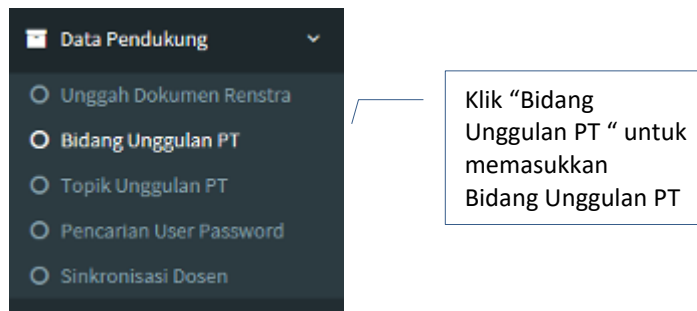 Data Pendukung
Unggah Dokumen Renstra
Bidang Unggulan PT
Topik Unggulan PT
Pencarian User Password
Sinkronisasi Dosen
Klik “Bidang
Unggulan PT “ untuk
memasukkan
Bidang Unggulan PT